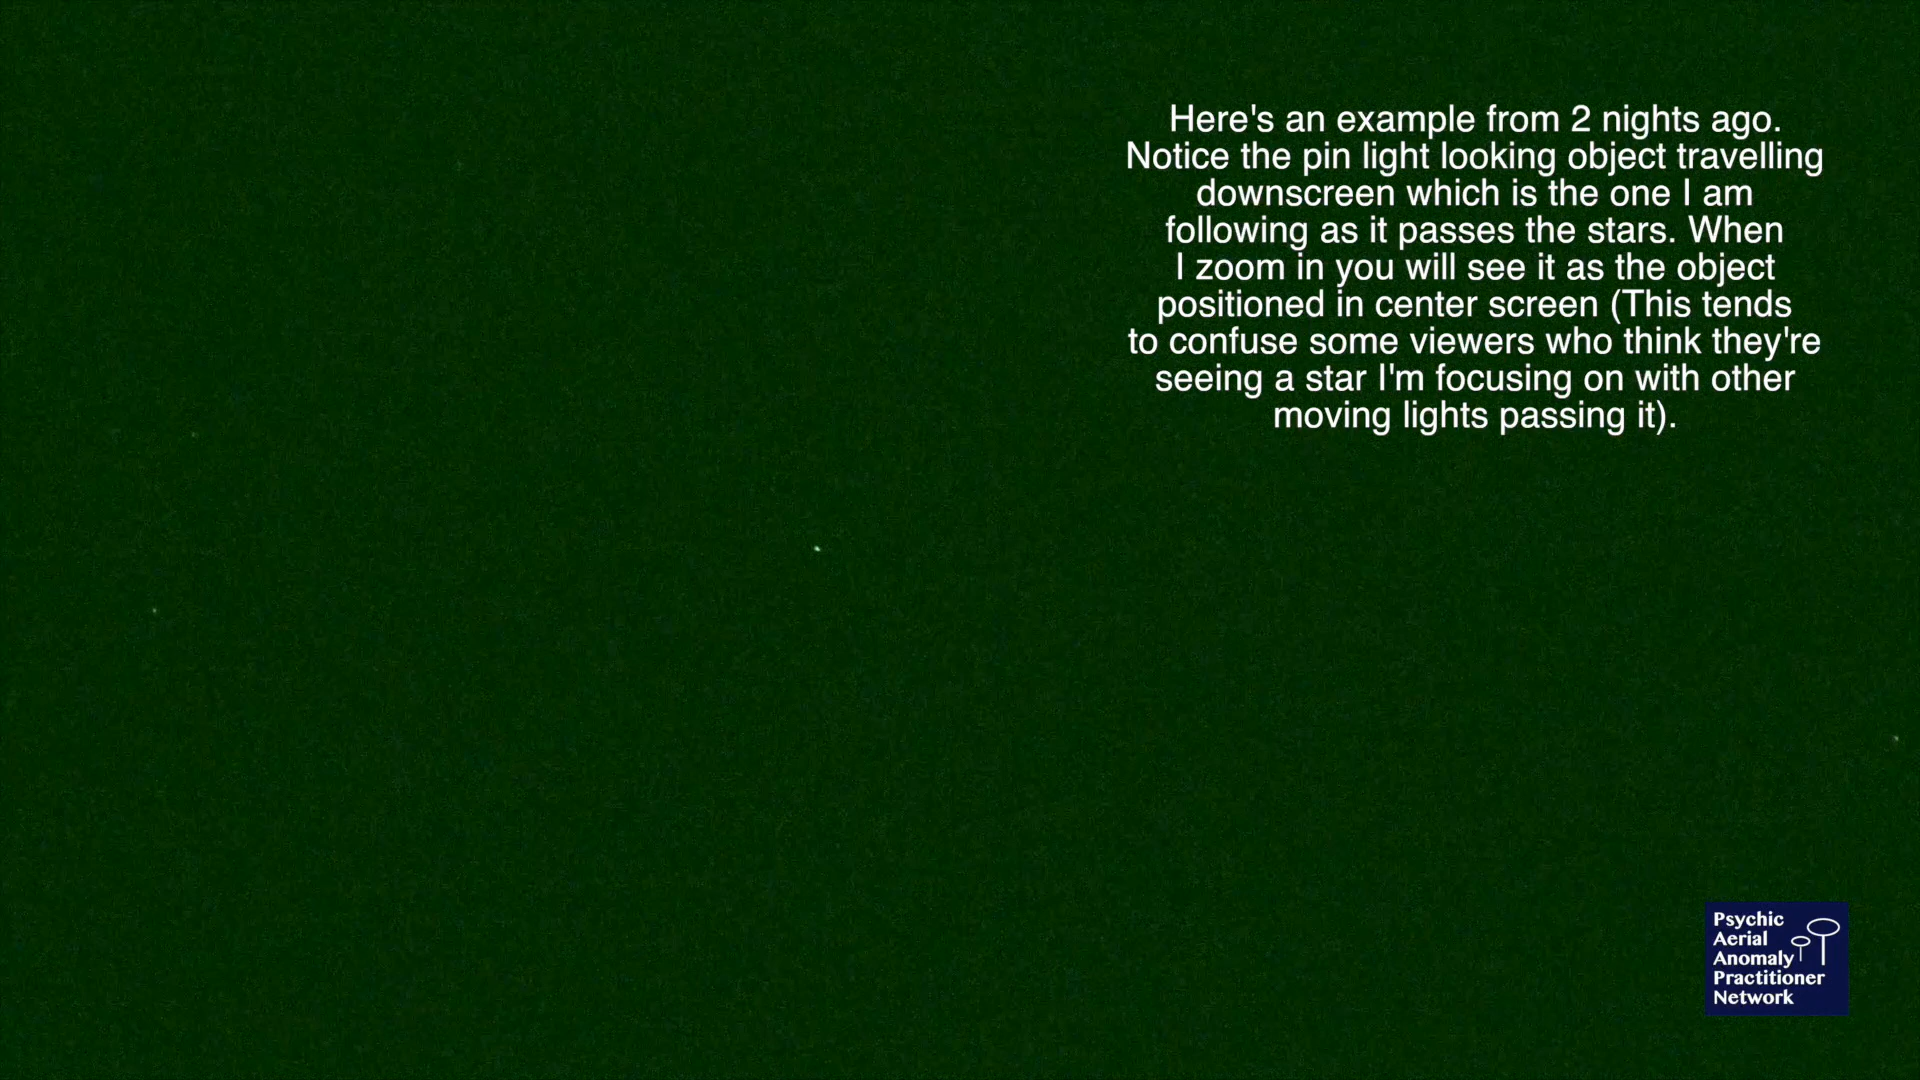 Here's an example from 2 nights ago.
Notice the pin light looking object travelling
downscreen which is the one I am
following as it passes the stars. When
I zoom in you will see it as the object
positioned in center screen (This tends
to confuse some viewers who think they're
seeing a star I'm focusing on with other
moving lights passing it).
Psychic
Aerial
Anomaly
Practitioner
Network